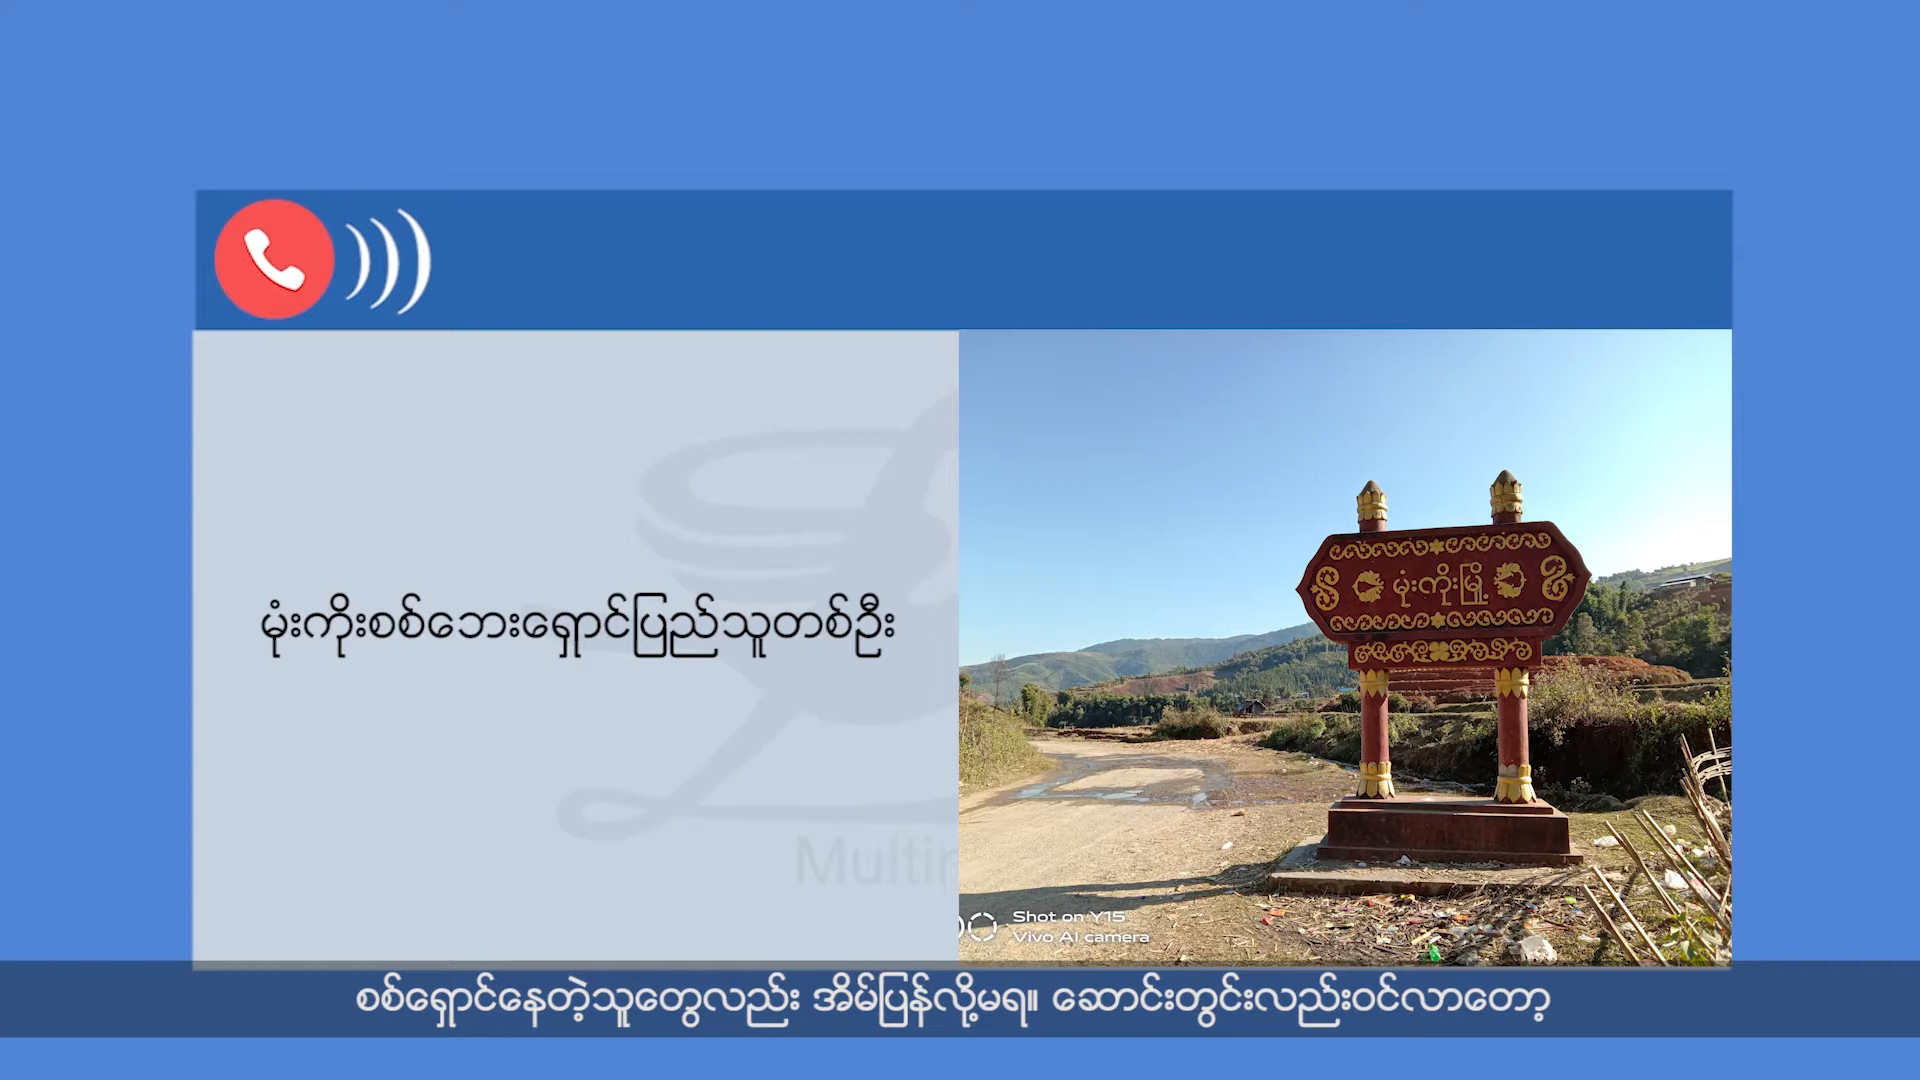 မုံးကိုးစစ်ဘေးရှောင်ပြည်သူတစ်ဦး
မုံးကိုးမြို့
Shot on Y15
Vivo AI camera
စစ်ရှောင်နေတဲ့သူတွေလည်း အိမ်ပြန်လို့မရ။ ဆောင်းတွင်းလည်းဝင်လာတော့